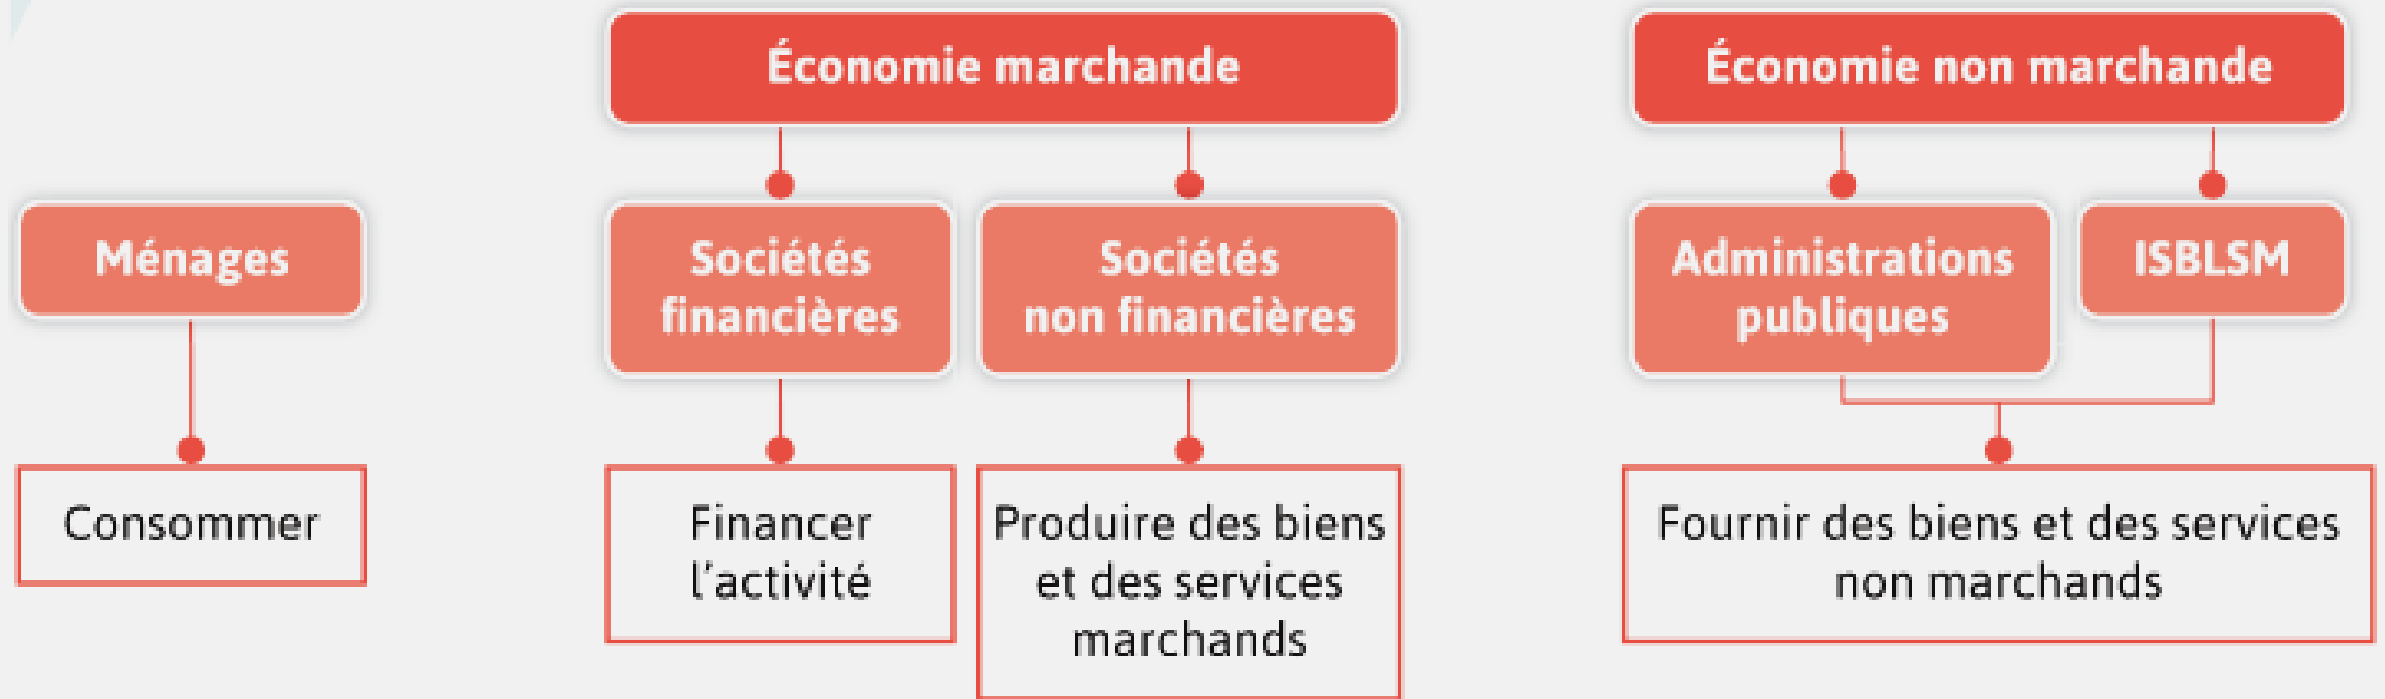 Économie marchande
Économie non marchande
Ménages
Sociétés
financières
Sociétés
non financières
Administrations
publiques
ISBLSM
Consommer
Financer
l’activité
Produire des biens
et des services
marchands
Fournir des biens et des services
non marchands